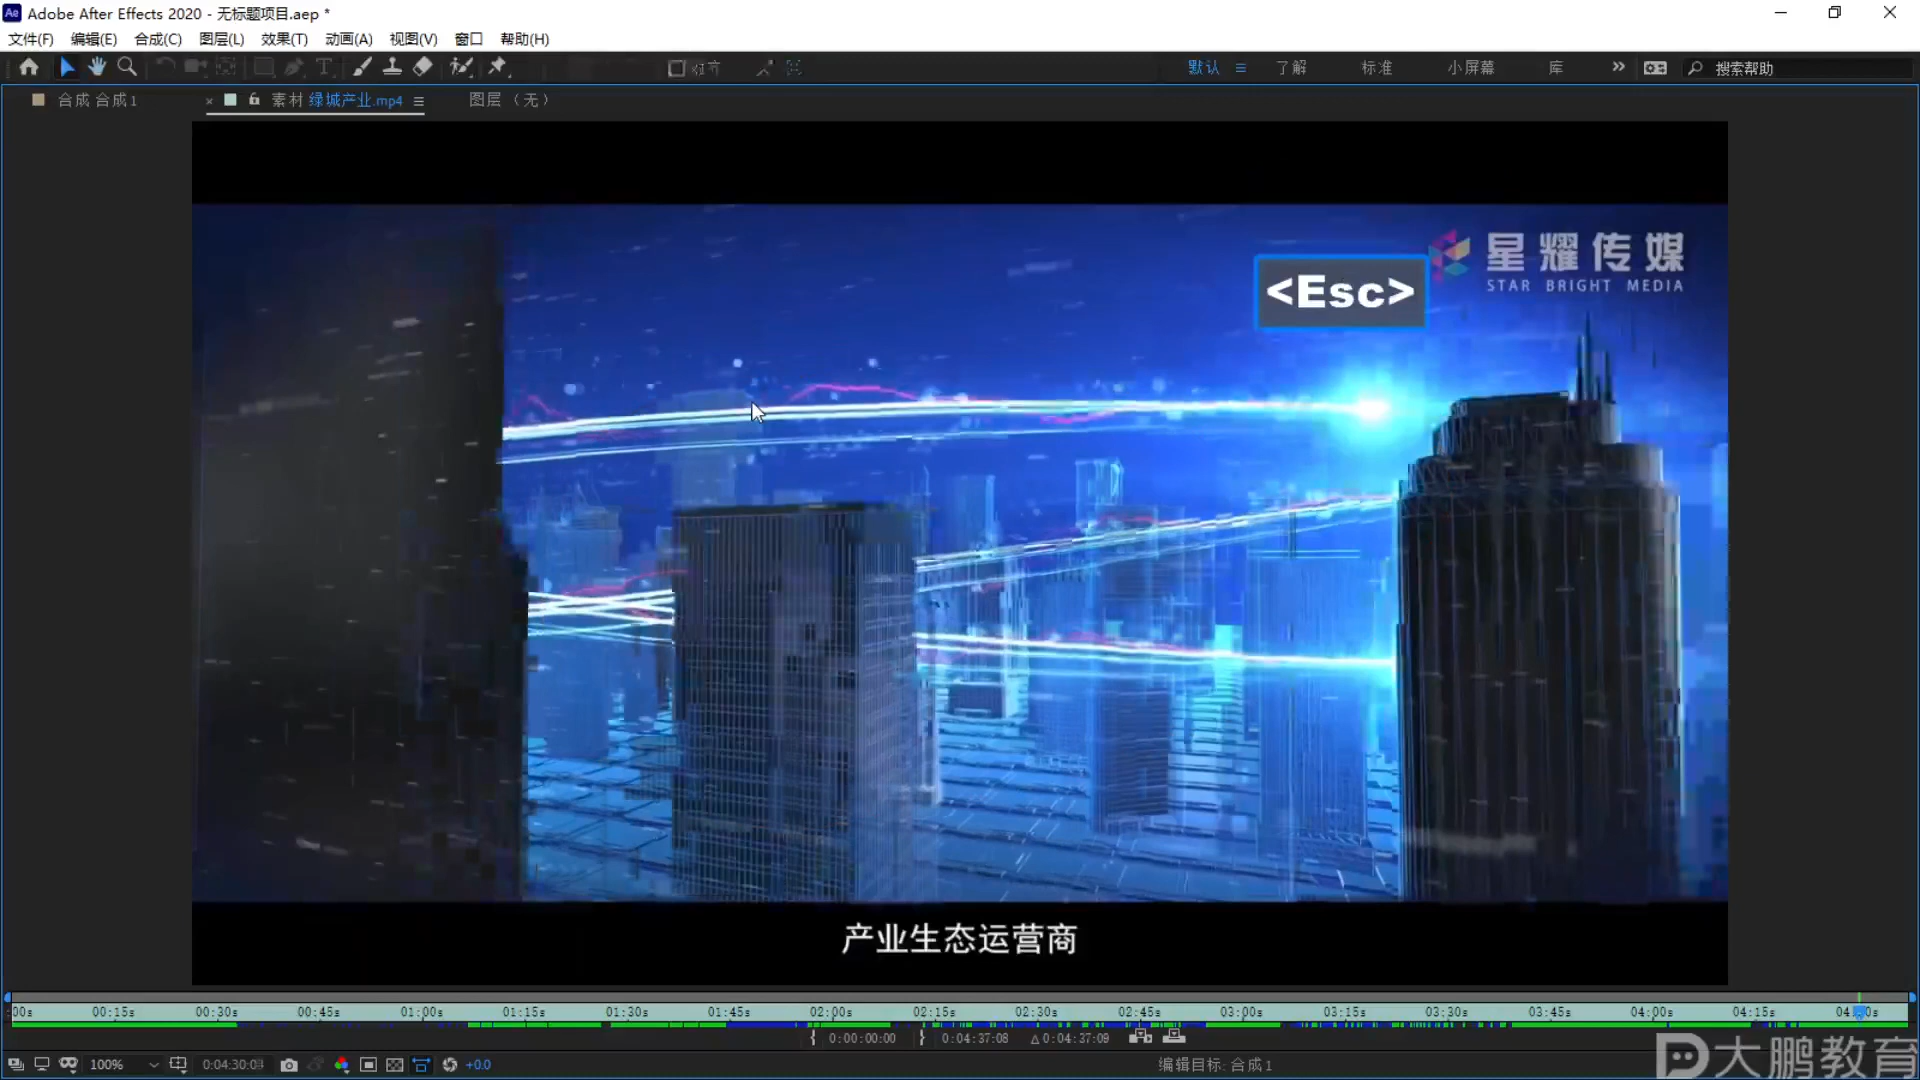 Adobe After Effects 2020 - 无标题项目.aep *
文件(F) 编辑(E) 合成(C) 图层(L) 效果(T) 动画(A) 视图(V) 窗口 帮助(H)
对齐 默认 了解 标准 小屏幕 库 搜索帮助
合成 合成1 素材 绿城产业.mp4 图层 (无)
星耀传媒
STAR BRIGHT MEDIA
<Esc>
产业生态运营商
00s 00:15s 00:30s 00:45s 01:00s 01:15s 01:30s 01:45s 02:00s 02:15s 02:30s 02:45s 03:00s 03:15s 03:30s 03:45s 04:00s 04:15s
0:00:00:00 0:04:37:08 Δ 0:04:37:09
100% +0.0 编辑目标: 合成 1
大鹏教育